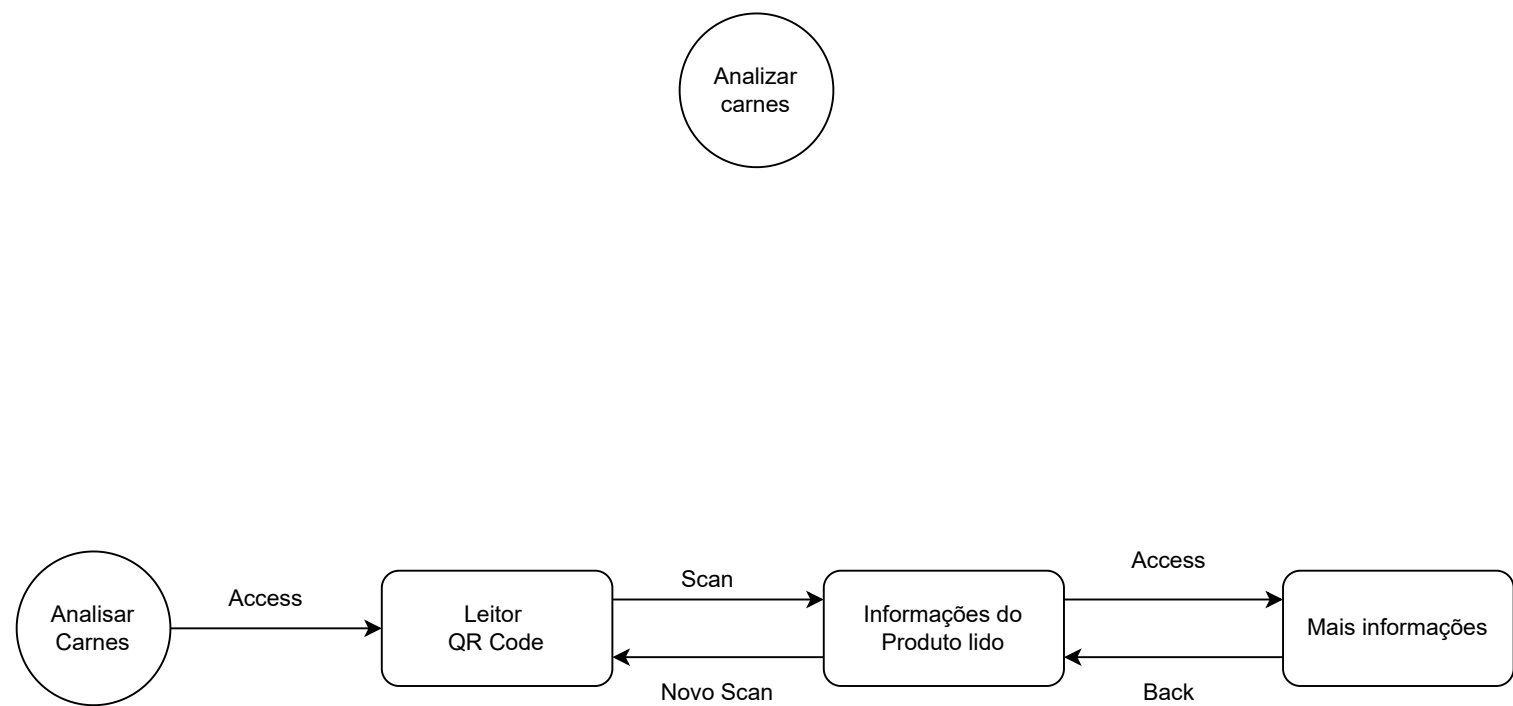 Analizar
carnes
Analisar
Carnes
Access
Leitor
QR Code
Scan
Novo Scan
Informações do
Produto lido
Access
Back
Mais informações